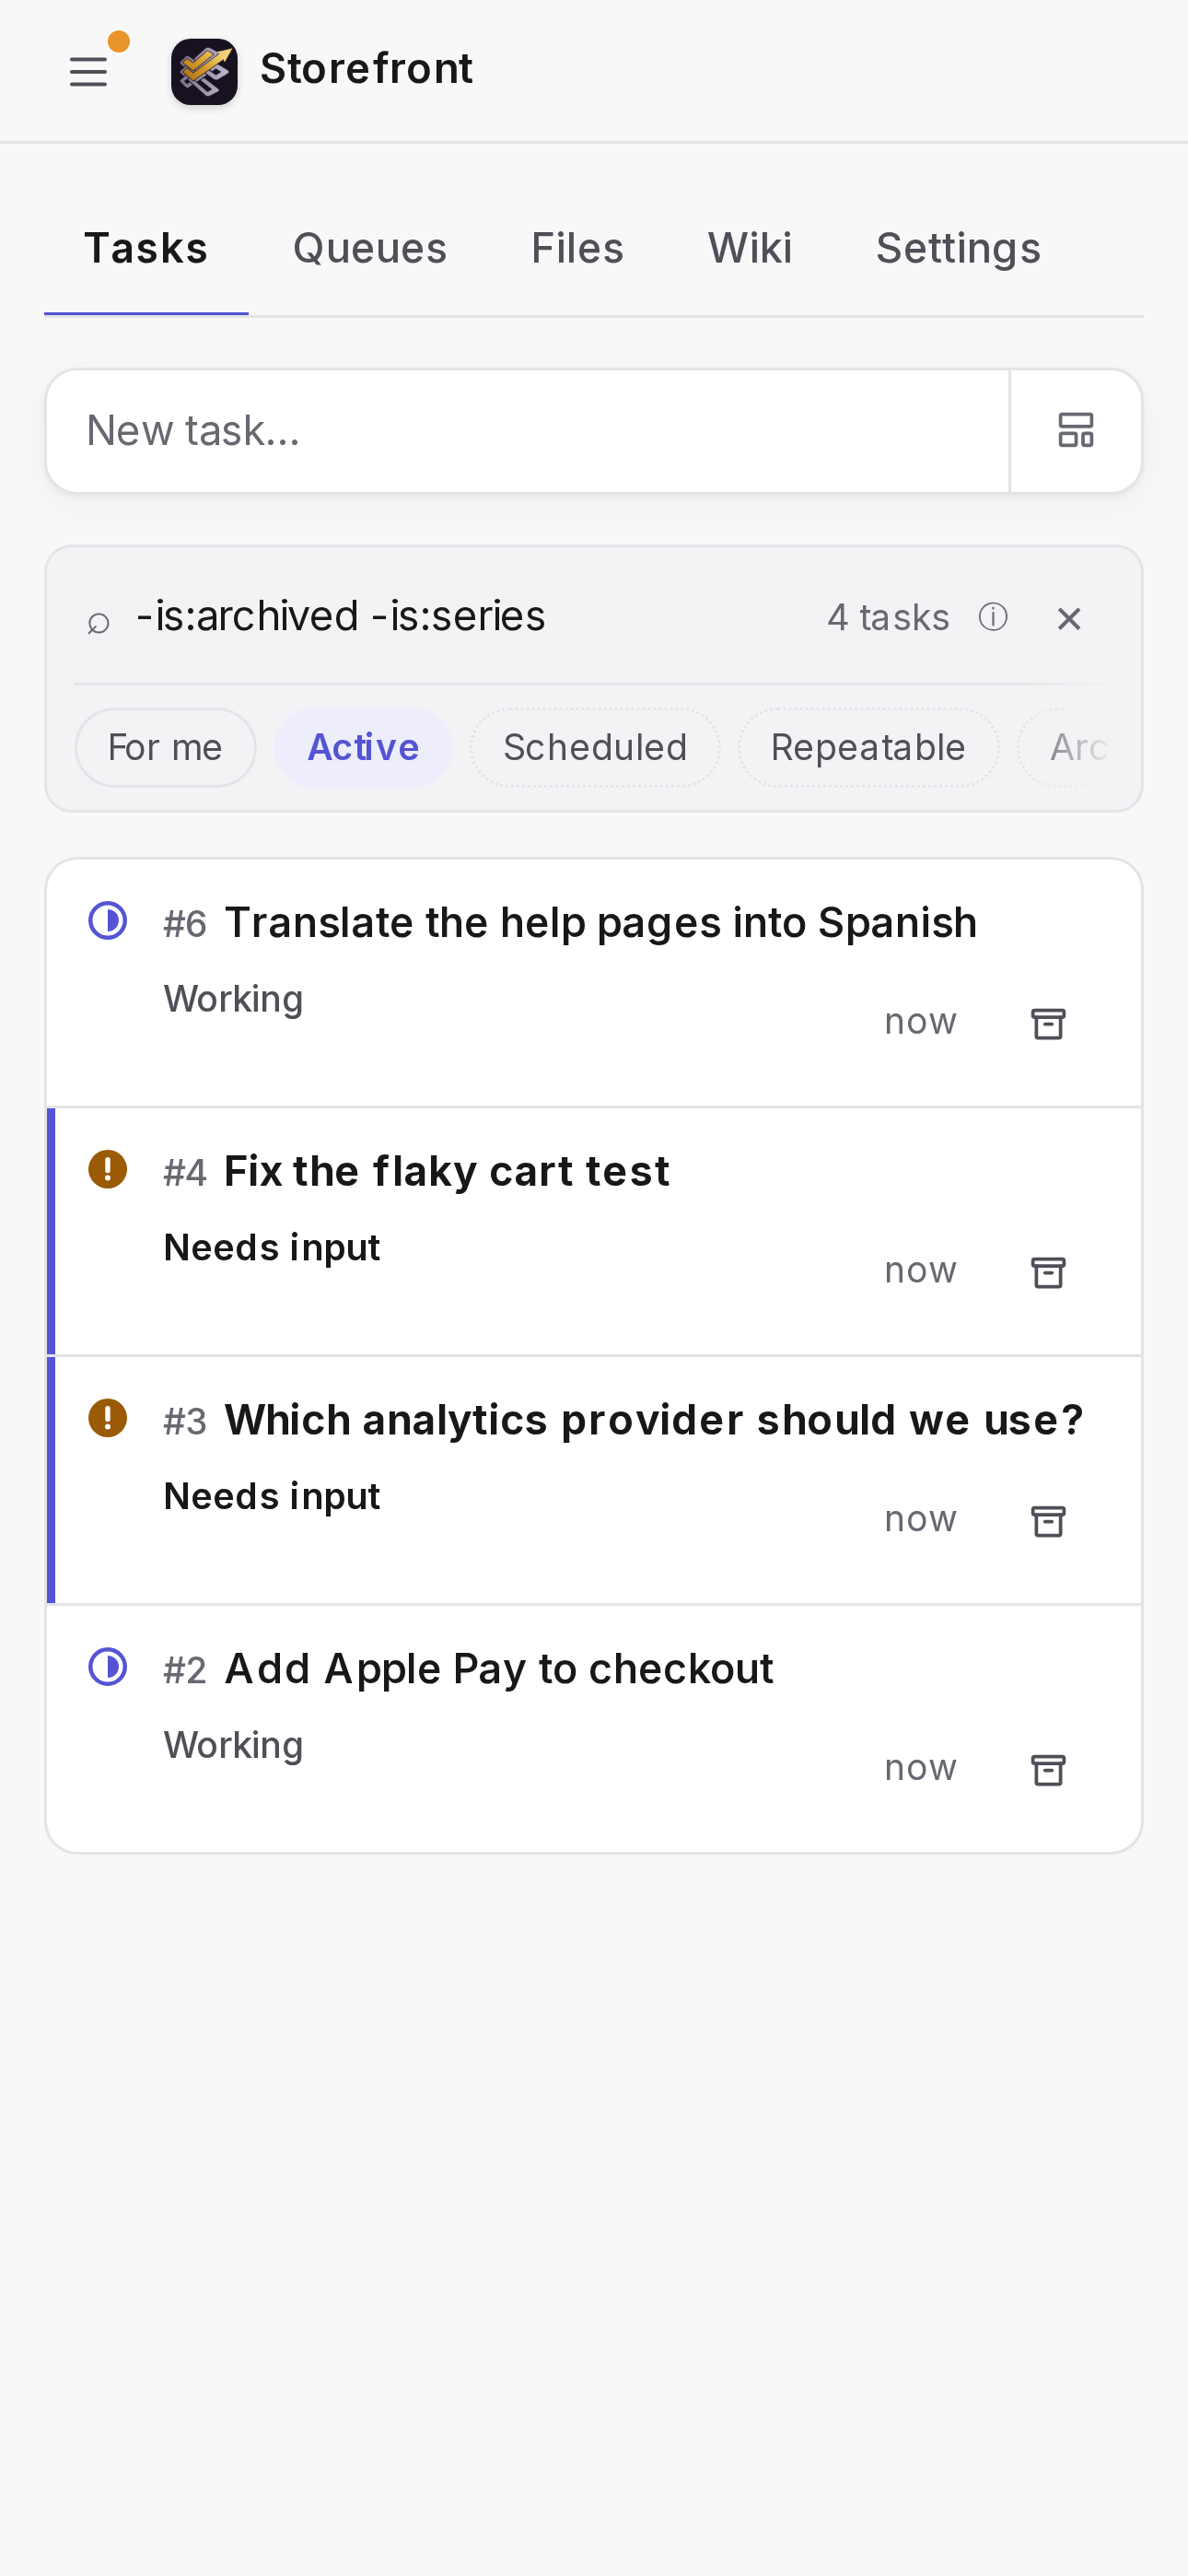 Storefront
Tasks Queues Files Wiki Settings
New task...
-is:archived -is:series 4 tasks
For me Active Scheduled Repeatable Arc
#6 Translate the help pages into Spanish
Working
now
#4 Fix the flaky cart test
Needs input
now
#3 Which analytics provider should we use?
Needs input
now
#2 Add Apple Pay to checkout
Working
now